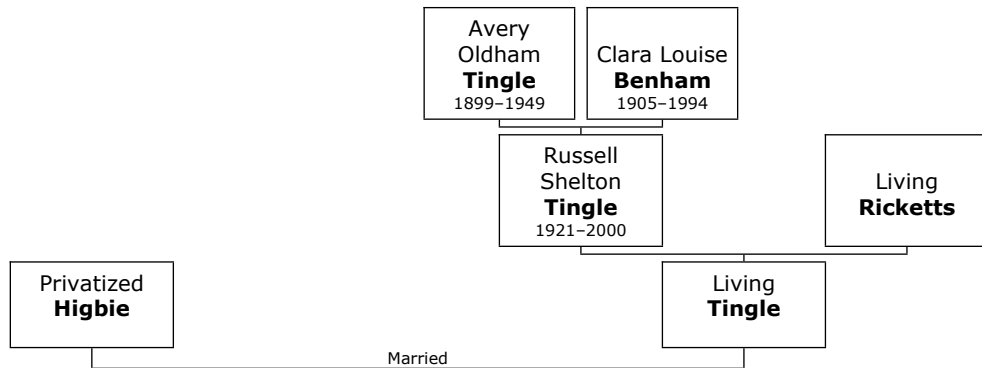 Avery
Oldham
Tingle
1899–1949
Clara Louise
Benham
1905–1994
Russell
Shelton
Tingle
1921–2000
Living
Ricketts
Privatized
Higbie
Living
Tingle
Married